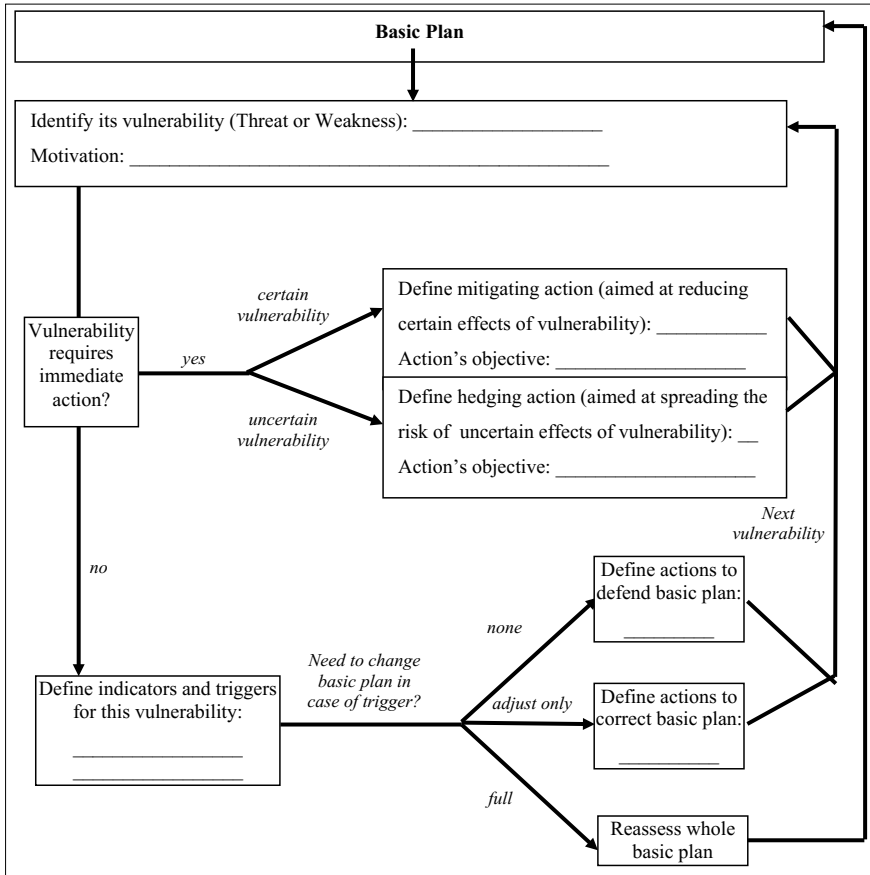 Basic Plan
Identify its vulnerability (Threat or Weakness): ___________________
Motivation: ________________________________________________
certain
vulnerability
Define mitigating action (aimed at reducing
certain effects of vulnerability): ___________
Action's objective: ___________________
Vulnerability
requires
immediate
action?
yes
uncertain
vulnerability
Define hedging action (aimed at spreading the
risk of uncertain effects of vulnerability): __
Action's objective: ____________________
Next
vulnerability
no
Define actions to
defend basic plan:
_________
none
Need to change
basic plan in
case of trigger?
Define indicators and triggers
for this vulnerability:
_________________
_________________
adjust only
Define actions to
correct basic plan:
__________
full
Reassess whole
basic plan